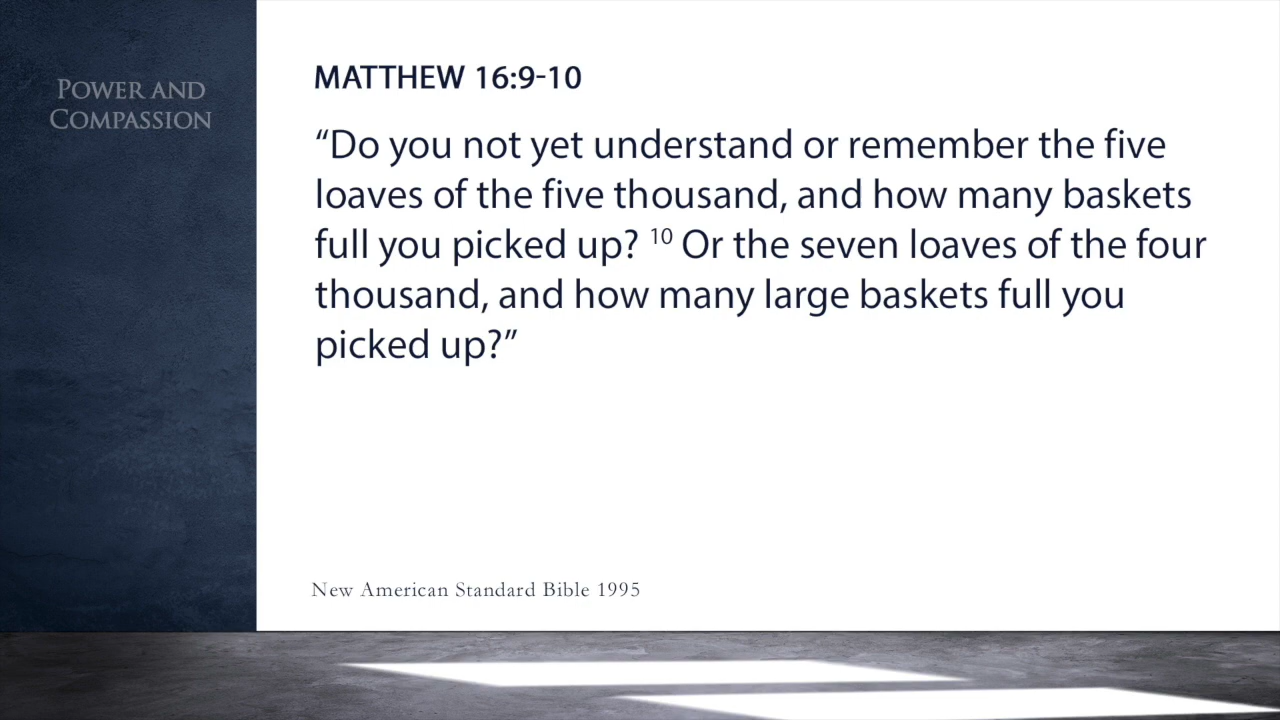 POWER AND
COMPASSION
MATTHEW 16:9-10
“Do you not yet understand or remember the five
loaves of the five thousand, and how many baskets
full you picked up? ¹⁰ Or the seven loaves of the four
thousand, and how many large baskets full you
picked up?”
New American Standard Bible 1995